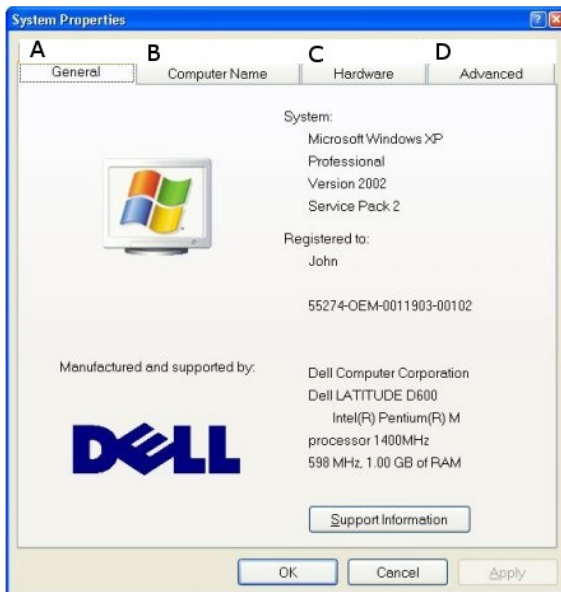 System Properties
A B C D
General Computer Name Hardware Advanced
System:
Microsoft Windows XP
Professional
Version 2002
Service Pack 2
Registered to:
John
55274-OEM-0011903-00102
Manufactured and supported by:
DELL
Dell Computer Corporation
Dell LATITUDE D600
Intel(R) Pentium(R) M
processor 1400MHz
598 MHz, 1.00 GB of RAM
Support Information
OK Cancel Apply